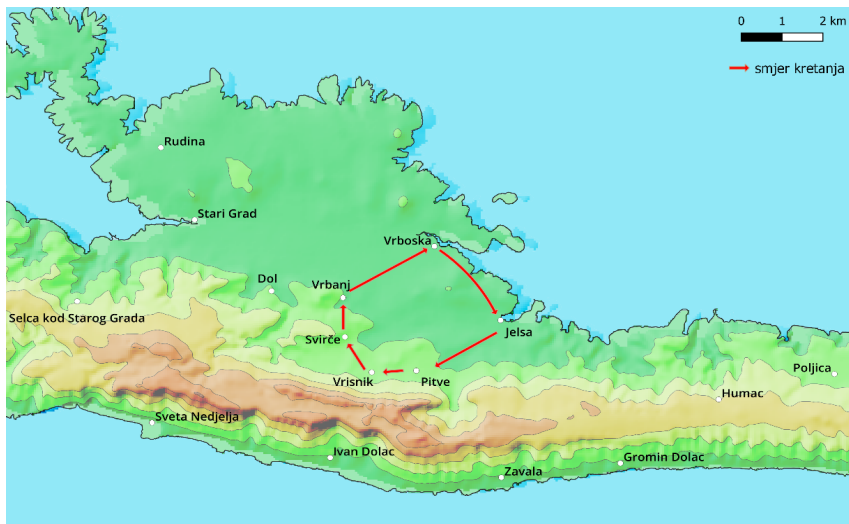 0 1 2 km
smjer kretanja
Rudina
Stari Grad
Vrboska
Dol
Vrbanj
Selca kod Starog Grada
Svirče
Jelsa
Vrisnik
Pitve
Poljica
Humac
Sveta Nedjelja
Ivan Dolac
Gromin Dolac
Zavala